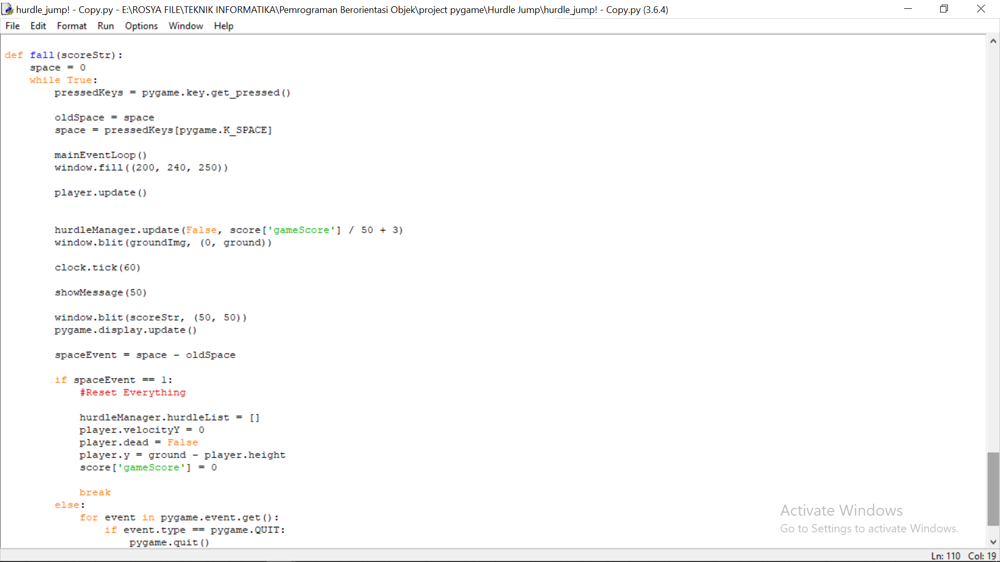 hurdle_jump! - Copy.py - E:\ROSYA FILE\TEKNIK INFORMATIKA\Pemrograman Berorientasi Objek\project pygame\Hurdle Jump\hurdle_jump! - Copy.py (3.6.4)
File Edit Format Run Options Window Help
def fall(scoreStr):
    space = 0
    while True:
        pressedKeys = pygame.key.get_pressed()
        oldSpace = space
        space = pressedKeys[pygame.K_SPACE]
        mainEventLoop()
        window.fill((200, 240, 250))
        player.update()
        hurdleManager.update(False, score['gameScore'] / 50 + 3)
        window.blit(groundImg, (0, ground))
        clock.tick(60)
        showMessage(50)
        window.blit(scoreStr, (50, 50))
        pygame.display.update()
        spaceEvent = space - oldSpace
        if spaceEvent == 1:
            #Reset Everything
            hurdleManager.hurdleList = []
            player.velocityY = 0
            player.dead = False
            player.y = ground - player.height
            score['gameScore'] = 0
            break
        else:
            for event in pygame.event.get():
                if event.type == pygame.QUIT:
                    pygame.quit()
Activate Windows
Go to Settings to activate Windows.
Ln: 110 Col: 19